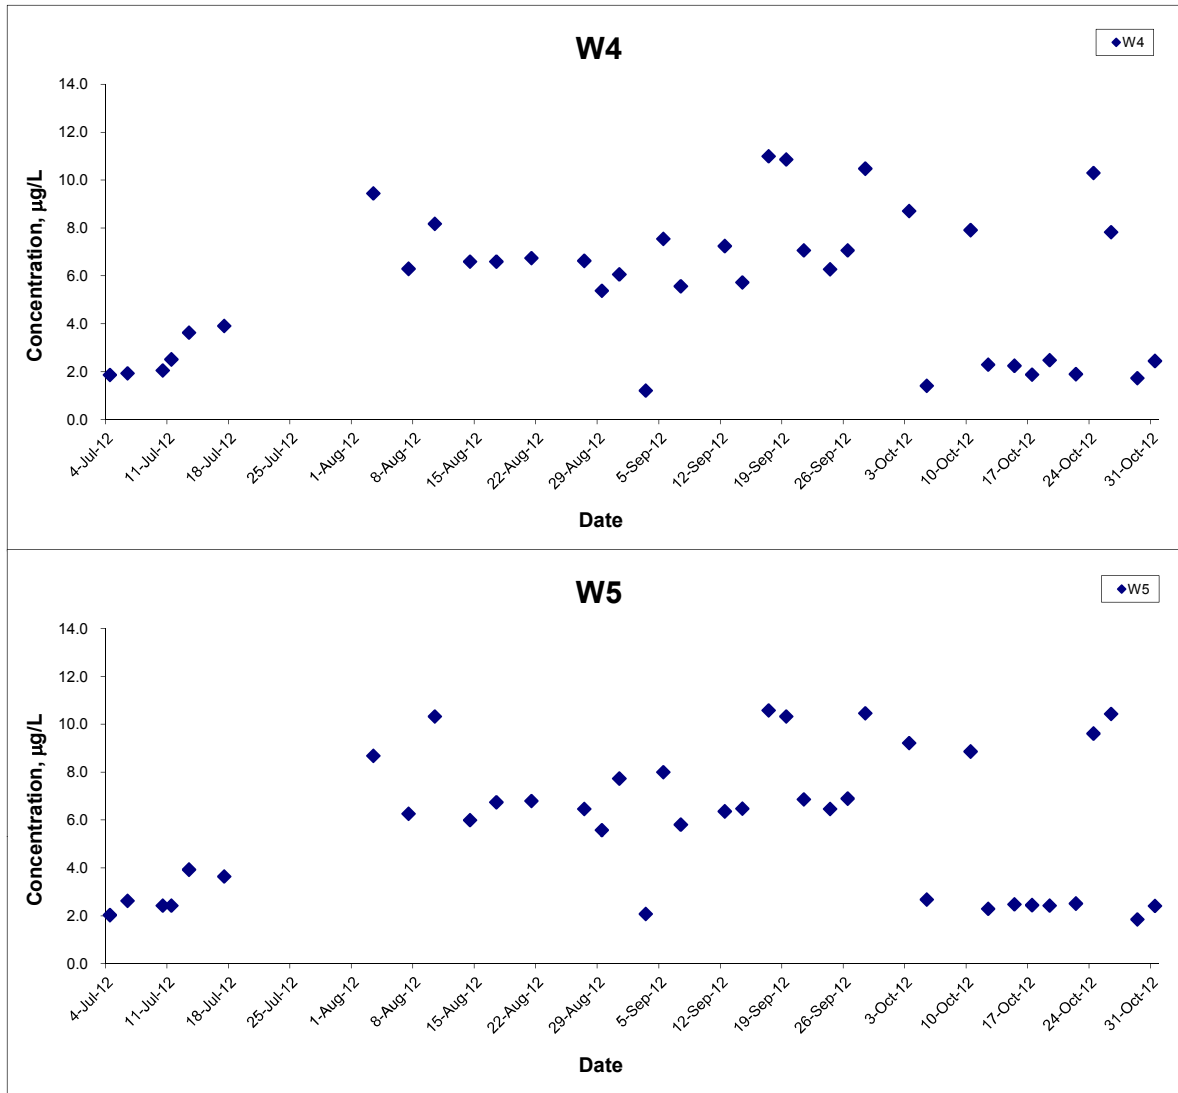 W4
W4
14.0
12.0
10.0
8.0
6.0
4.0
2.0
0.0
Concentration, µg/L
4-Jul-12
11-Jul-12
18-Jul-12
25-Jul-12
1-Aug-12
8-Aug-12
15-Aug-12
22-Aug-12
29-Aug-12
5-Sep-12
12-Sep-12
19-Sep-12
26-Sep-12
3-Oct-12
10-Oct-12
17-Oct-12
24-Oct-12
31-Oct-12
Date
W5
W5
14.0
12.0
10.0
8.0
6.0
4.0
2.0
0.0
Concentration, µg/L
4-Jul-12
11-Jul-12
18-Jul-12
25-Jul-12
1-Aug-12
8-Aug-12
15-Aug-12
22-Aug-12
29-Aug-12
5-Sep-12
12-Sep-12
19-Sep-12
26-Sep-12
3-Oct-12
10-Oct-12
17-Oct-12
24-Oct-12
31-Oct-12
Date